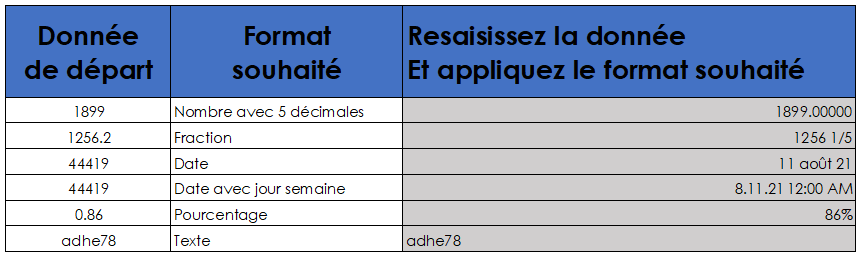 Donnée
de départ
Format
souhaité
Resaisissez la donnée
Et appliquez le format souhaité
1899 Nombre avec 5 décimales 1899.00000
1256.2 Fraction 1256 1/5
44419 Date 11 août 21
44419 Date avec jour semaine 8.11.21 12:00 AM
0.86 Pourcentage 86%
adhe78 Texte adhe78